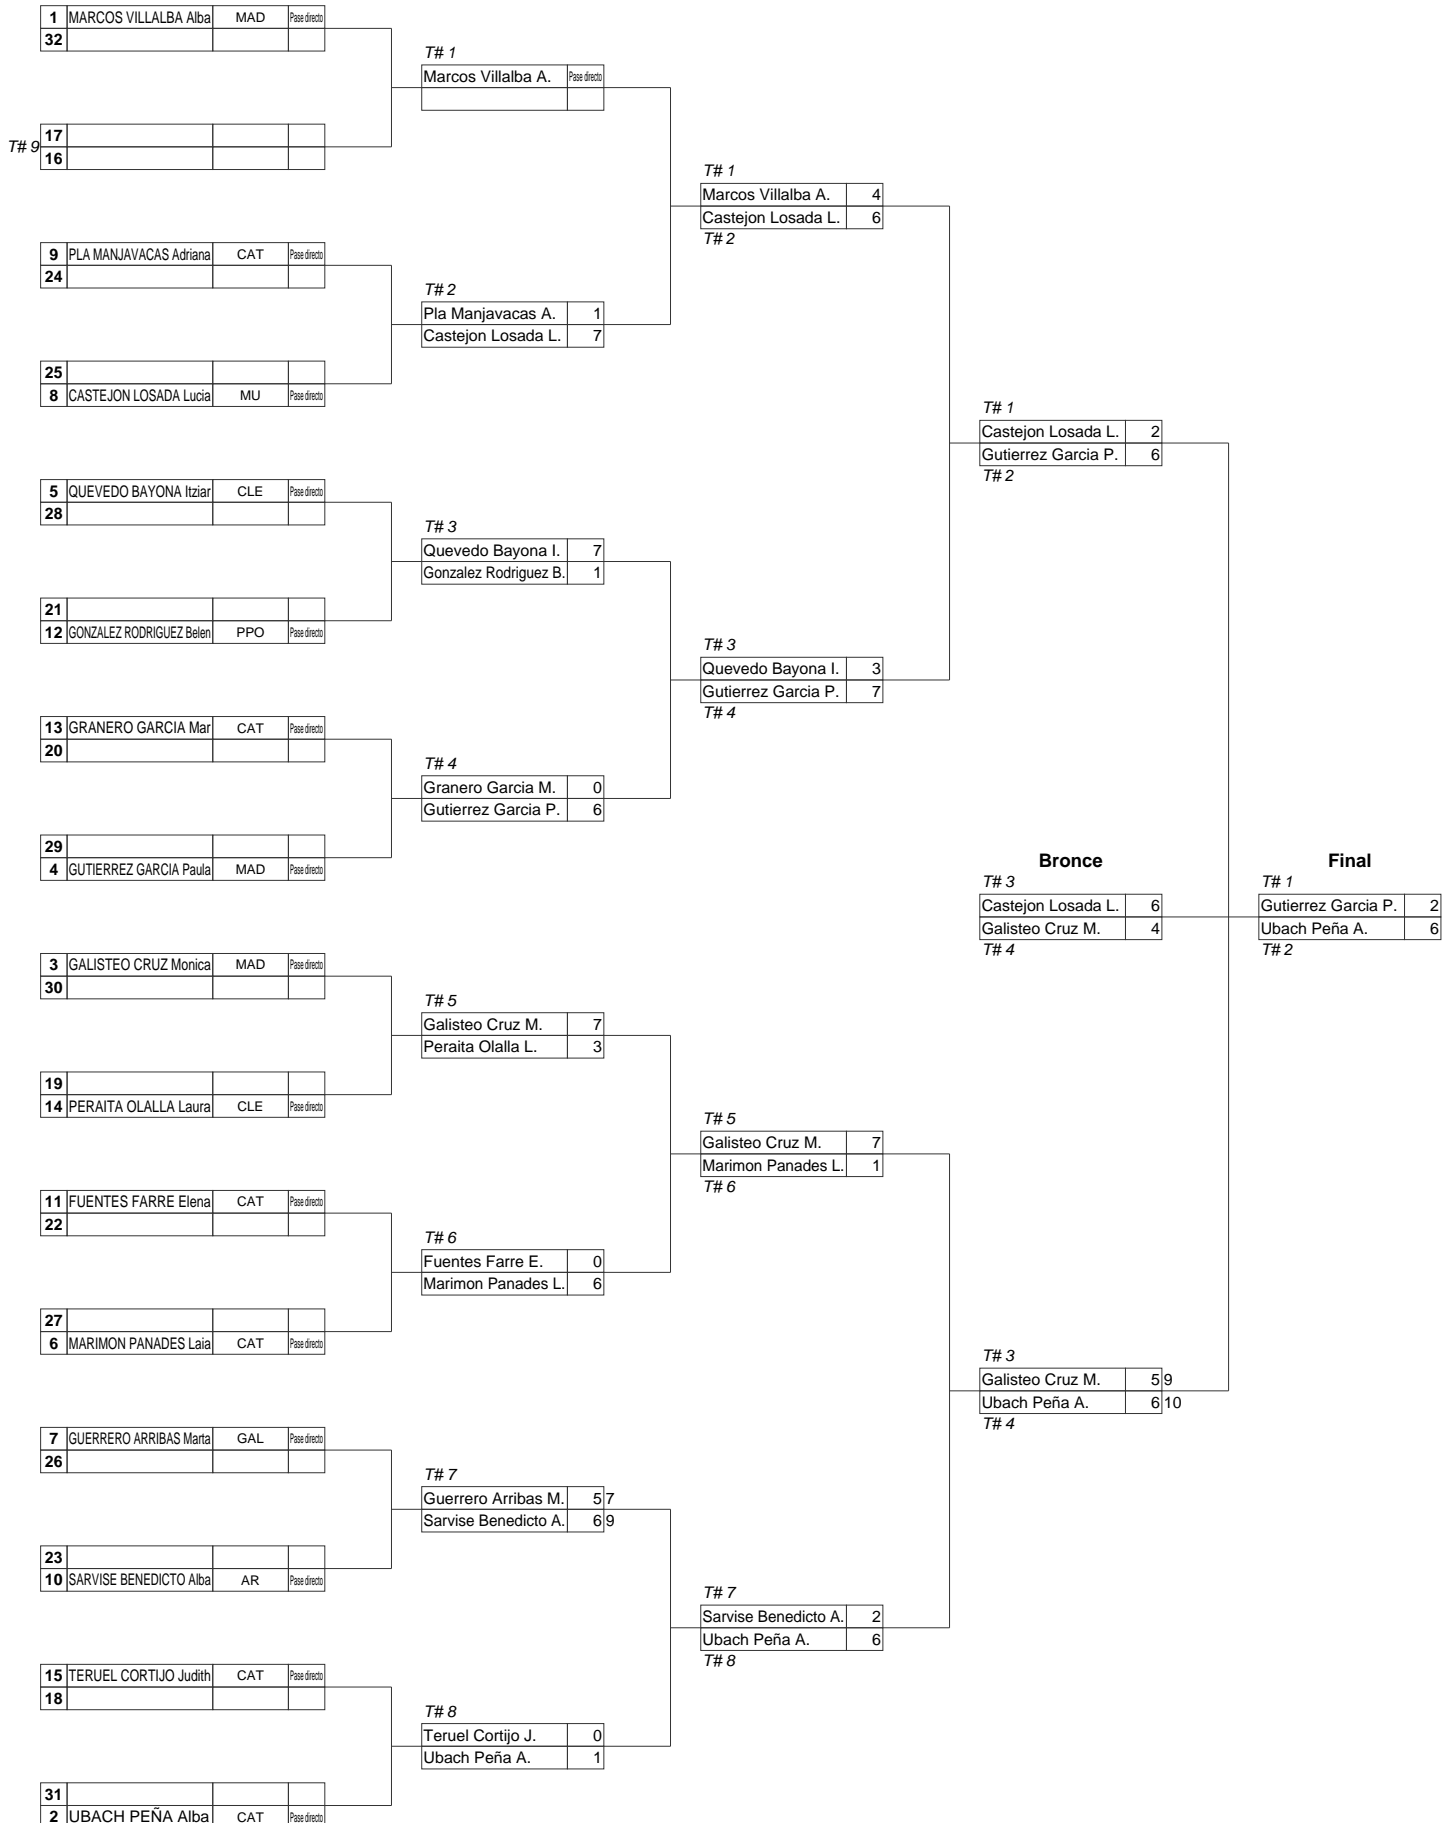 1 MARCOS VILLALBA Alba MAD Pase directo
32
T# 1
Marcos Villalba A. Pase directo
17
T# 9
16
T# 1
Marcos Villalba A. 4
Castejon Losada L. 6
T# 2
9 PLA MANJAVACAS Adriana CAT Pase directo
24
T# 2
Pla Manjavacas A. 1
Castejon Losada L. 7
25
8 CASTEJON LOSADA Lucia MU Pase directo
T# 1
Castejon Losada L. 2
Gutierrez Garcia P. 6
T# 2
5 QUEVEDO BAYONA Itziar CLE Pase directo
28
T# 3
Quevedo Bayona I. 7
Gonzalez Rodriguez B. 1
21
12 GONZALEZ RODRIGUEZ Belen PPO Pase directo
T# 3
Quevedo Bayona I. 3
Gutierrez Garcia P. 7
T# 4
13 GRANERO GARCIA Mar CAT Pase directo
20
T# 4
Granero Garcia M. 0
Gutierrez Garcia P. 6
29
4 GUTIERREZ GARCIA Paula MAD Pase directo
Bronce Final
T# 3 T# 1
Castejon Losada L. 6 Gutierrez Garcia P. 2
Galisteo Cruz M. 4 Ubach Peña A. 6
T# 4 T# 2
3 GALISTEO CRUZ Monica MAD Pase directo
30
T# 5
Galisteo Cruz M. 7
Peraita Olalla L. 3
19
14 PERAITA OLALLA Laura CLE Pase directo
T# 5
Galisteo Cruz M. 7
Marimon Panades L. 1
T# 6
11 FUENTES FARRE Elena CAT Pase directo
22
T# 6
Fuentes Farre E. 0
Marimon Panades L. 6
27
6 MARIMON PANADES Laia CAT Pase directo
T# 3
Galisteo Cruz M. 5 9
Ubach Peña A. 6 10
T# 4
7 GUERRERO ARRIBAS Marta GAL Pase directo
26
T# 7
Guerrero Arribas M. 5 7
Sarvise Benedicto A. 6 9
23
10 SARVISE BENEDICTO Alba AR Pase directo
T# 7
Sarvise Benedicto A. 2
Ubach Peña A. 6
T# 8
15 TERUEL CORTIJO Judith CAT Pase directo
18
T# 8
Teruel Cortijo J. 0
Ubach Peña A. 1
31
2 UBACH PEÑA Alba CAT Pase directo